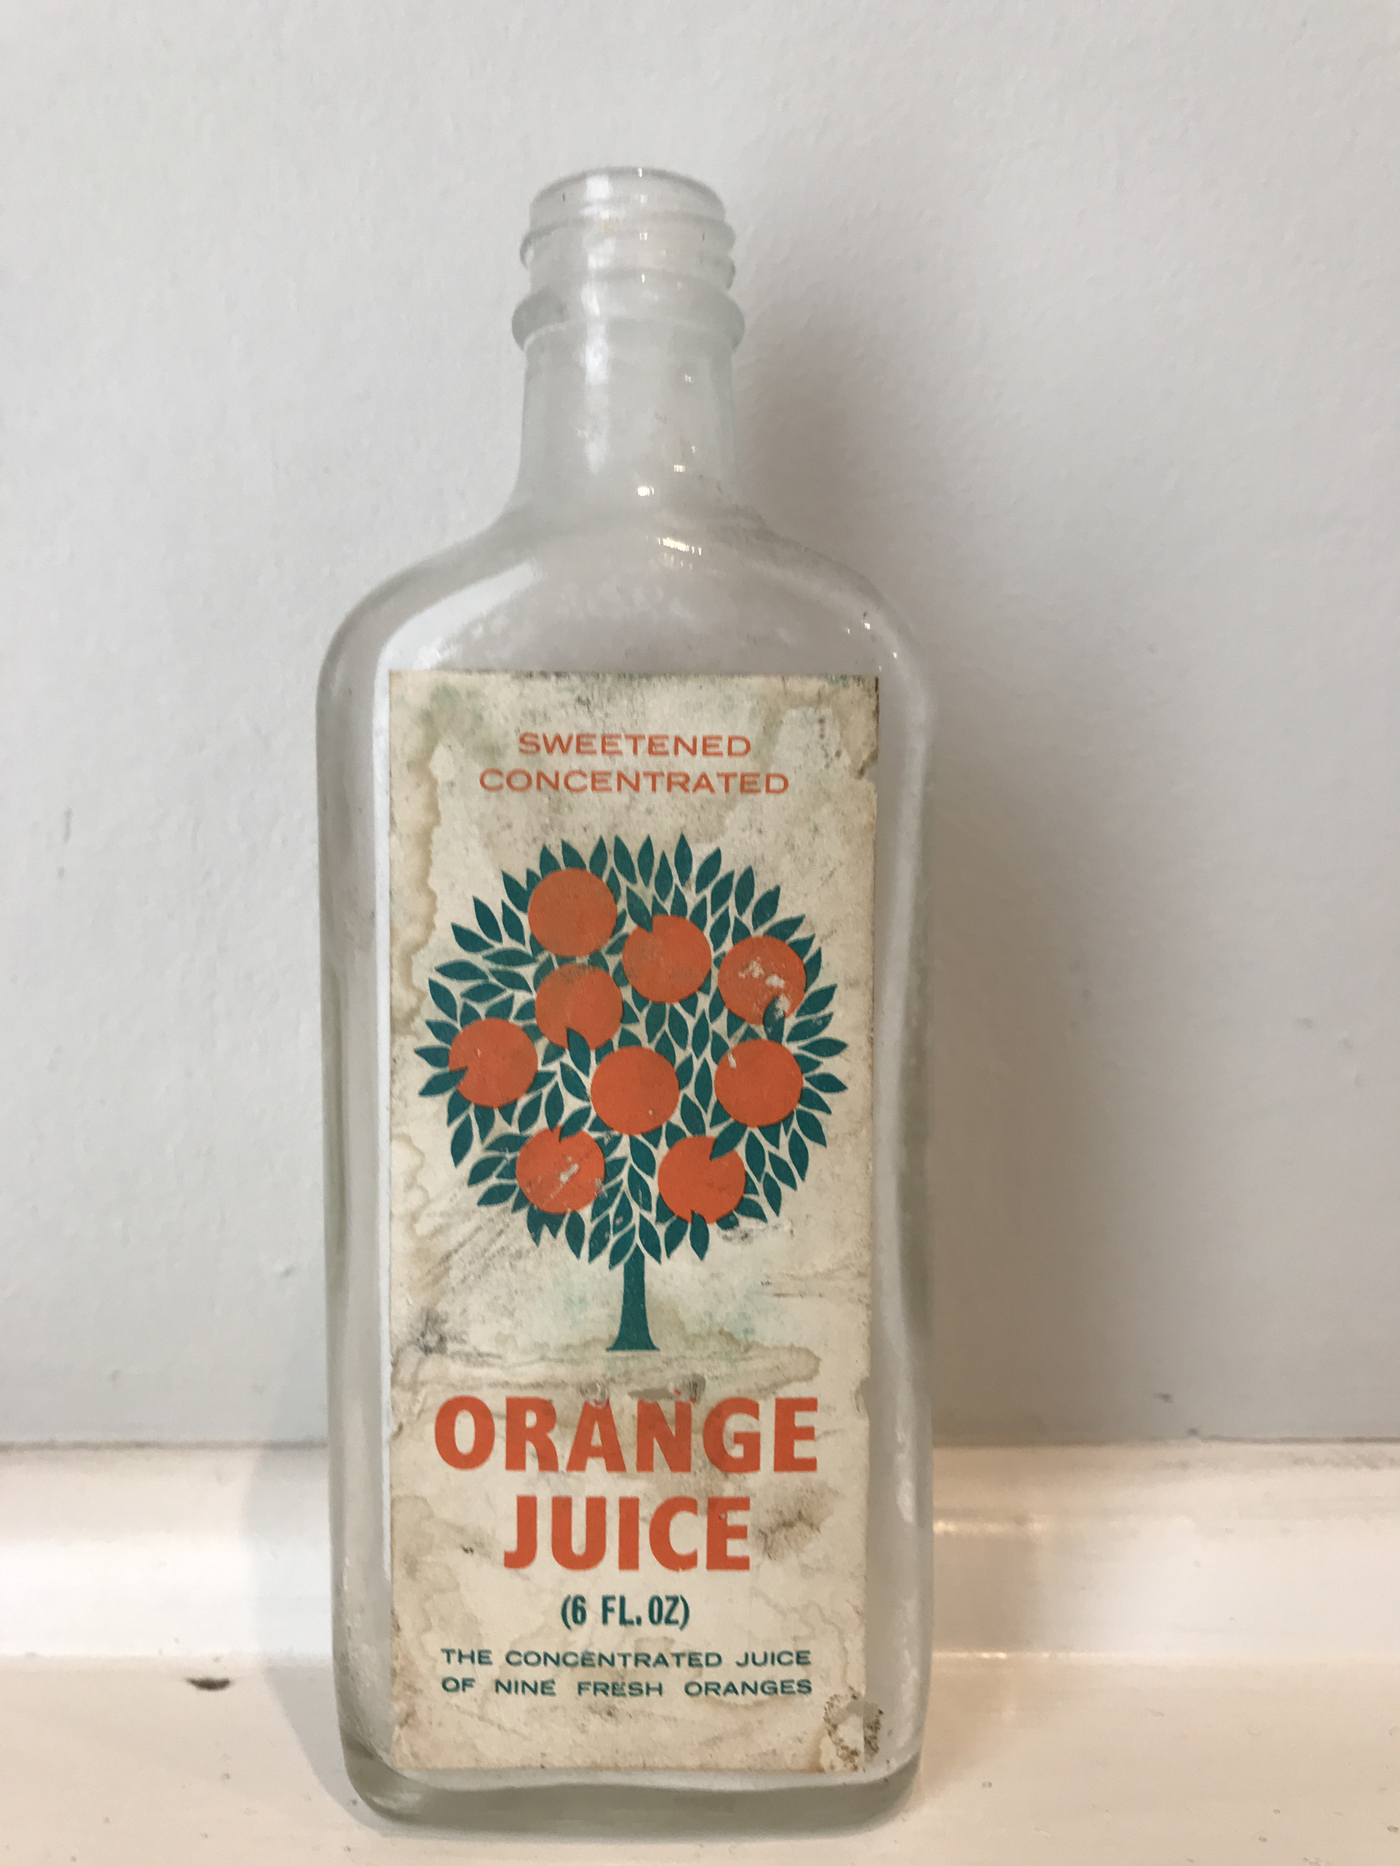 SWEETENED
CONCENTRATED
ORANGE
JUICE
(6 FL. OZ)
THE CONCENTRATED JUICE
OF NINE FRESH ORANGES